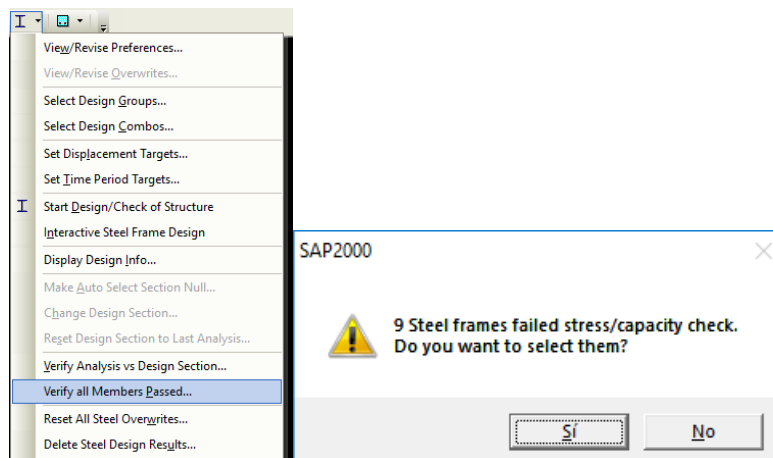 View/Revise Preferences...
View/Revise Overwrites...
Select Design Groups...
Select Design Combos...
Set Displacement Targets...
Set Time Period Targets...
Start Design/Check of Structure
Interactive Steel Frame Design
Display Design Info...
Make Auto Select Section Null...
Change Design Section...
Reset Design Section to Last Analysis...
Verify Analysis vs Design Section...
Verify all Members Passed...
Reset All Steel Overwrites...
Delete Steel Design Results...
SAP2000
9 Steel frames failed stress/capacity check.
Do you want to select them?
Sí
No